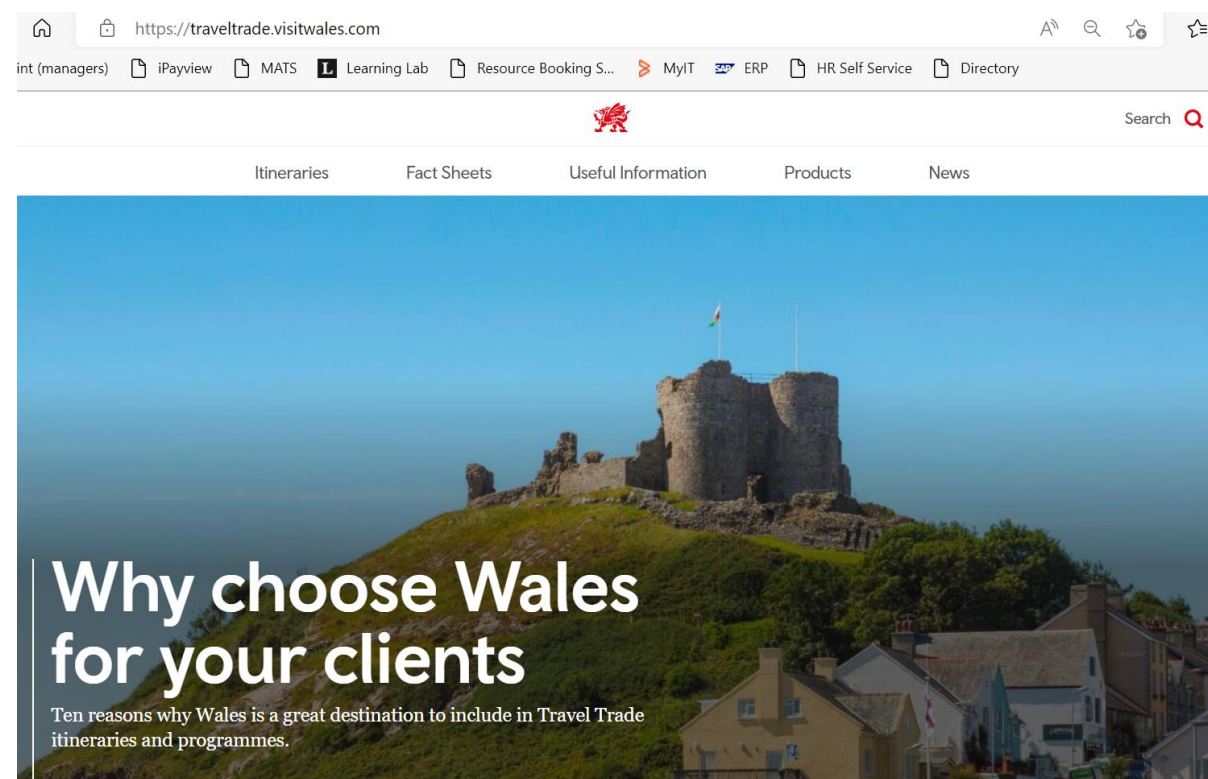 https://traveltrade.visitwales.com
int (managers) iPayview MATS L Learning Lab Resource Booking S... MyIT SAP ERP HR Self Service Directory
Search
Itineraries Fact Sheets Useful Information Products News
Why choose Wales
for your clients
Ten reasons why Wales is a great destination to include in Travel Trade
itineraries and programmes.